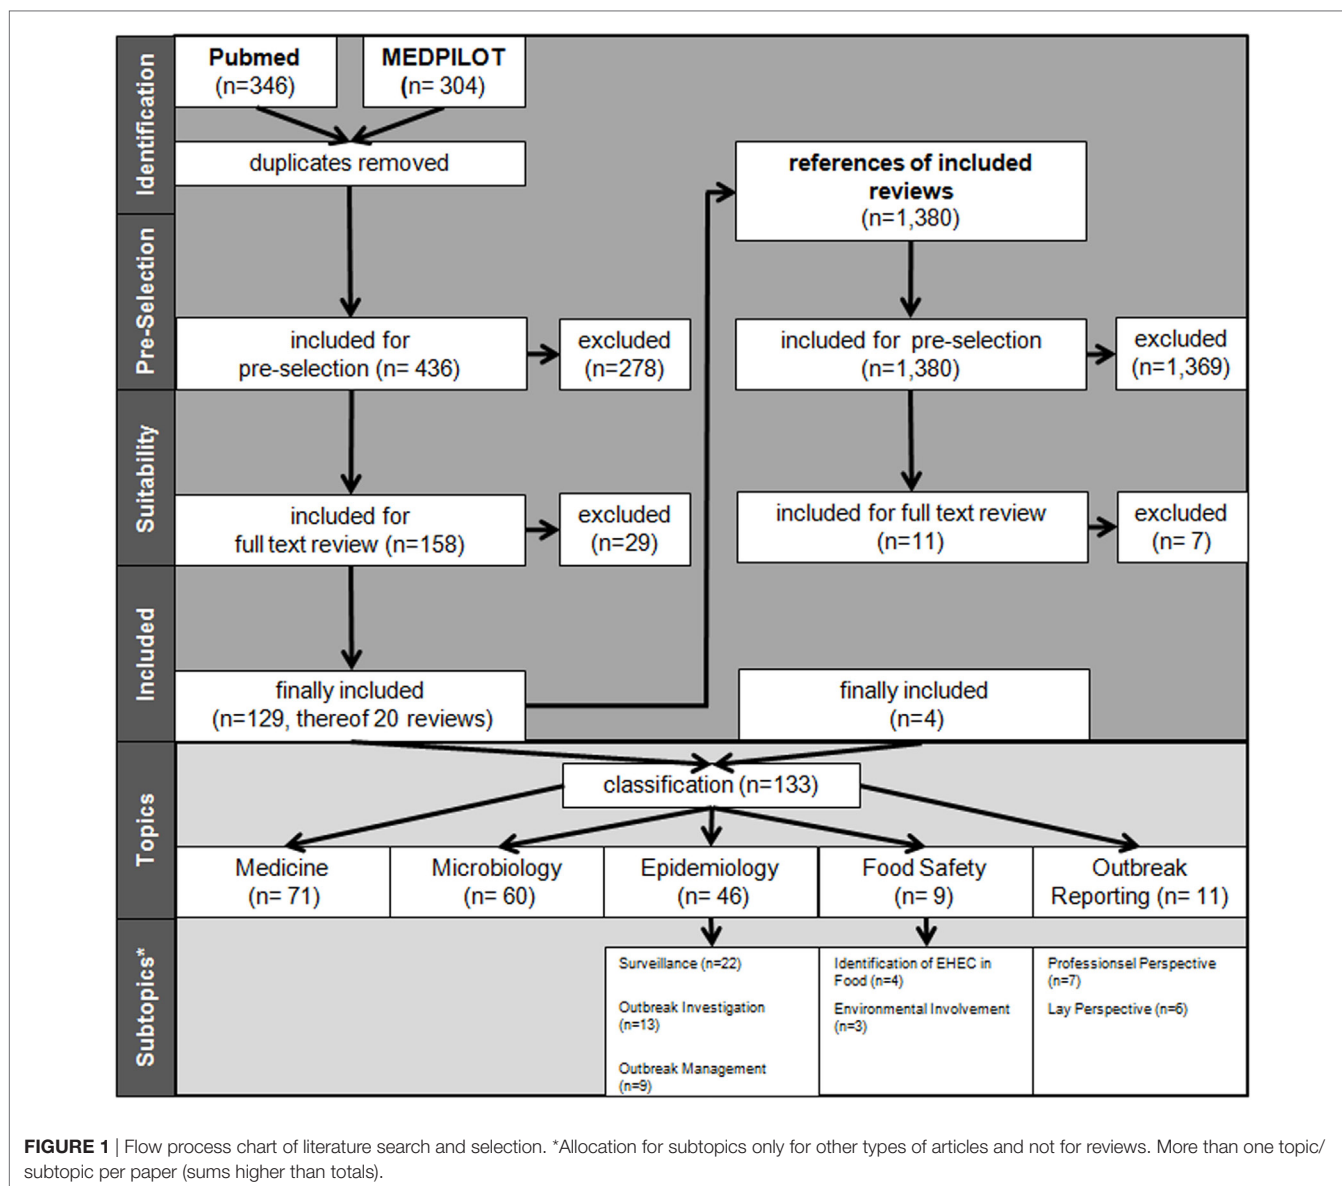 Identification
Pubmed
(n=346)
MEDPILOT
(n= 304)
duplicates removed
references of included
reviews
(n=1,380)
Pre-Selection
included for
pre-selection (n= 436)
excluded
(n=278)
included for pre-selection
(n=1,380)
excluded
(n=1,369)
Suitability
included for
full text review (n=158)
excluded
(n=29)
included for full text review
(n=11)
excluded
(n= 7)
Included
finally included
(n=129, thereof 20 reviews)
finally included
(n=4)
Topics
classification (n=133)
Medicine
(n= 71)
Microbiology
(n= 60)
Epidemiology
(n= 46)
Food Safety
(n= 9)
Outbreak
Reporting (n= 11)
Subtopics*
Surveillance (n=22)
Outbreak Investigation
(n=13)
Outbreak Management
(n=9)
Identification of EHEC in
Food (n=4)
Environmental Involvement
(n=3)
Professionsel Perspective
(n=7)
Lay Perspective (n=6)
FIGURE 1 | Flow process chart of literature search and selection. *Allocation for subtopics only for other types of articles and not for reviews. More than one topic/
subtopic per paper (sums higher than totals).